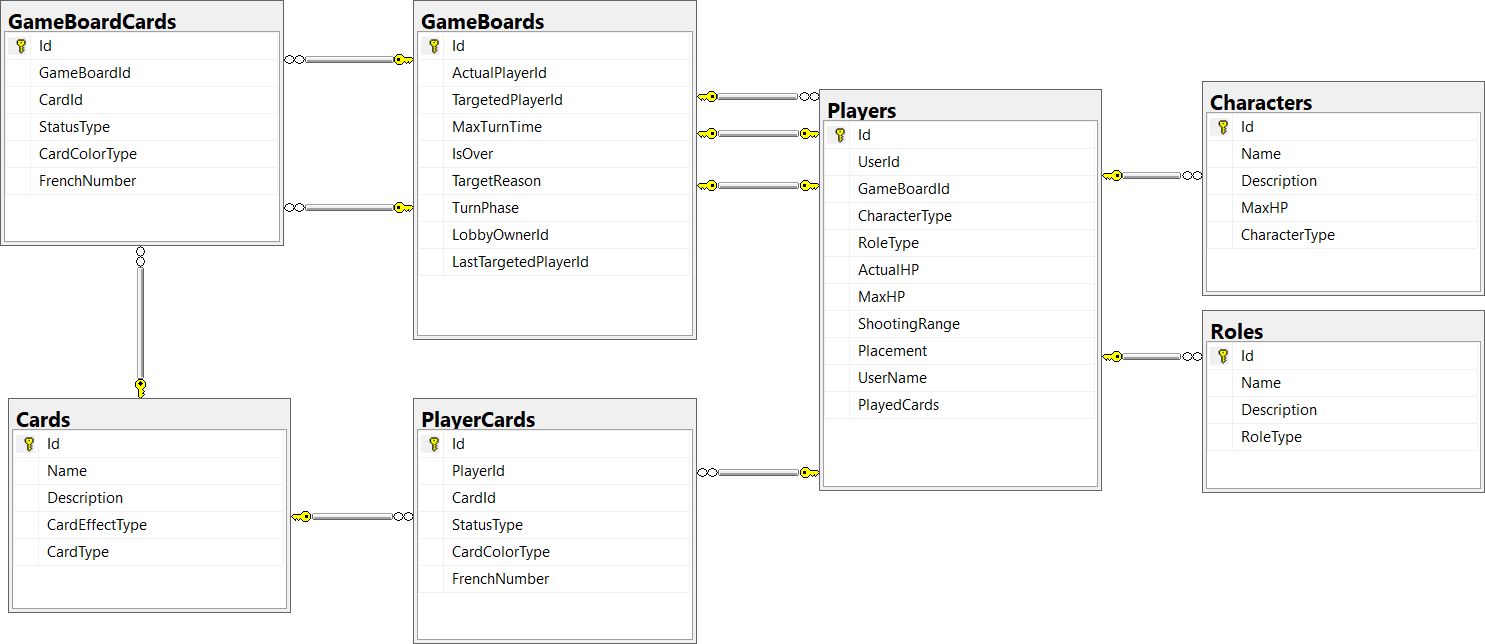 GameBoardCards
Id
GameBoardId
CardId
StatusType
CardColorType
FrenchNumber
GameBoards
Id
ActualPlayerId
TargetedPlayerId
MaxTurnTime
IsOver
TargetReason
TurnPhase
LobbyOwnerId
LastTargetedPlayerId
Players
Id
UserId
GameBoardId
CharacterType
RoleType
ActualHP
MaxHP
ShootingRange
Placement
UserName
PlayedCards
Characters
Id
Name
Description
MaxHP
CharacterType
Roles
Id
Name
Description
RoleType
Cards
Id
Name
Description
CardEffectType
CardType
PlayerCards
Id
PlayerId
CardId
StatusType
CardColorType
FrenchNumber